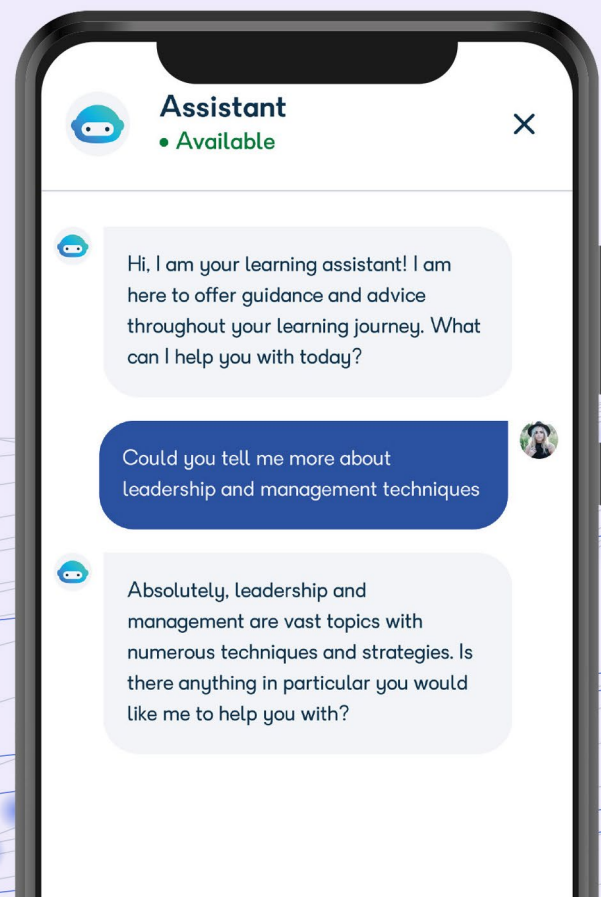 Assistant
• Available
Hi, I am your learning assistant! I am
here to offer guidance and advice
throughout your learning journey. What
can I help you with today?
Could you tell me more about
leadership and management techniques
Absolutely, leadership and
management are vast topics with
numerous techniques and strategies. Is
there anything in particular you would
like me to help you with?